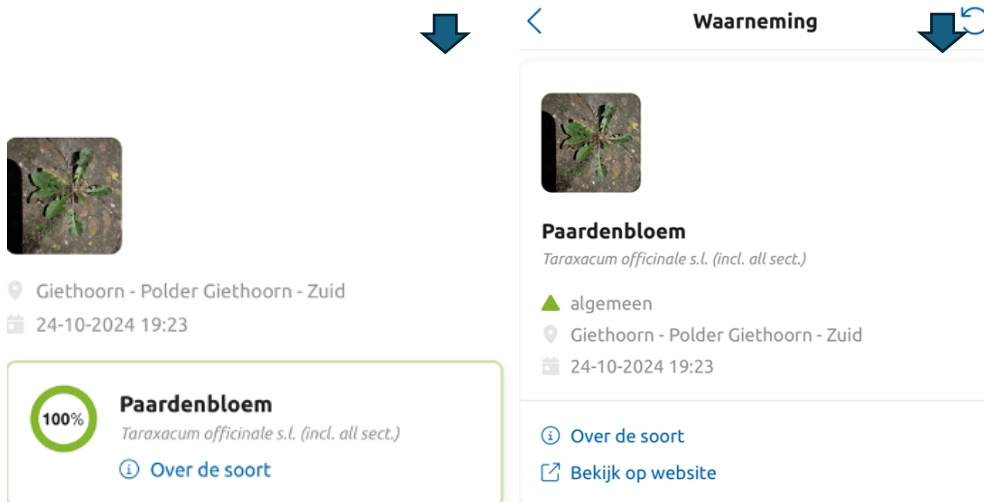 Giethoorn - Polder Giethoorn - Zuid
24-10-2024 19:23
100%
Paardenbloem
Taraxacum officinale s.l. (incl. all sect.)
Over de soort
Waarneming
Paardenbloem
Taraxacum officinale s.l. (incl. all sect.)
algemeen
Giethoorn - Polder Giethoorn - Zuid
24-10-2024 19:23
Over de soort
Bekijk op website